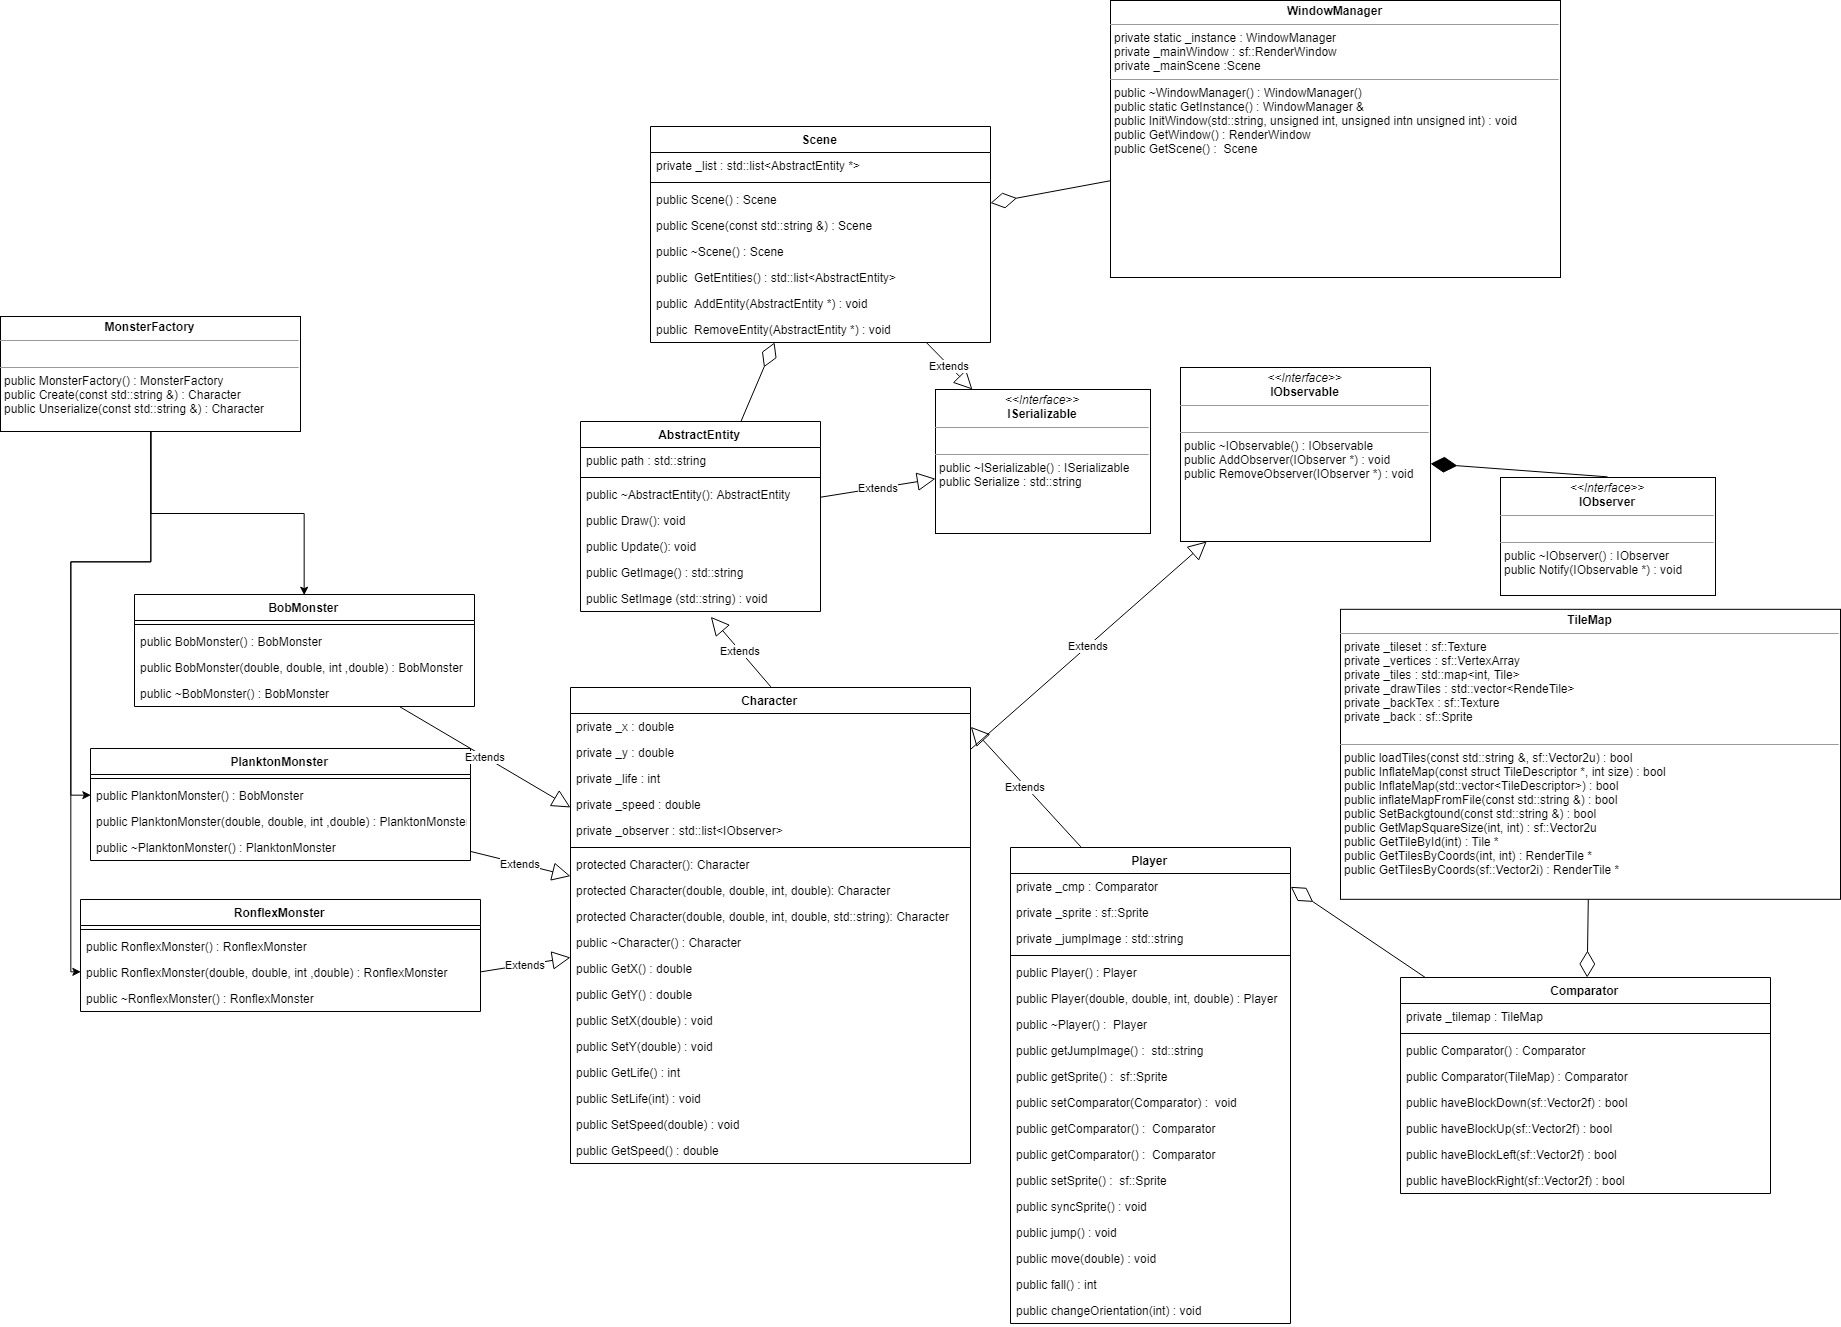 WindowManager
private static _instance : WindowManager
private _mainWindow : sf::RenderWindow
private _mainScene :Scene
public ~WindowManager() : WindowManager()
public static GetInstance() : WindowManager &
public InitWindow(std::string, unsigned int, unsigned intn unsigned int) : void
public GetWindow() : RenderWindow
public GetScene() :  Scene
Scene
private _list : std::list<AbstractEntity *>
public Scene() : Scene
public Scene(const std::string &) : Scene
public ~Scene() : Scene
public  GetEntities() : std::list<AbstractEntity>
public  AddEntity(AbstractEntity *) : void
public  RemoveEntity(AbstractEntity *) : void
MonsterFactory
public MonsterFactory() : MonsterFactory
public Create(const std::string &) : Character
public Unserialize(const std::string &) : Character
Extends
<<Interface>>
ISerializable
public ~ISerializable() : ISerializable
public Serialize : std::string
<<Interface>>
IObservable
public ~IObservable() : IObservable
public AddObserver(IObserver *) : void
public RemoveObserver(IObserver *) : void
<<Interface>>
IObserver
public ~IObserver() : IObserver
public Notify(IObservable *) : void
AbstractEntity
public path : std::string
public ~AbstractEntity(): AbstractEntity
public Draw(): void
public Update(): void
public GetImage() : std::string
public SetImage (std::string) : void
Extends
Extends
Extends
BobMonster
public BobMonster() : BobMonster
public BobMonster(double, double, int ,double) : BobMonster
public ~BobMonster() : BobMonster
Extends
PlanktonMonster
public PlanktonMonster() : BobMonster
public PlanktonMonster(double, double, int ,double) : PlanktonMonste
public ~PlanktonMonster() : PlanktonMonster
Extends
RonflexMonster
public RonflexMonster() : RonflexMonster
public RonflexMonster(double, double, int ,double) : RonflexMonster
public ~RonflexMonster() : RonflexMonster
Extends
Character
private _x : double
private _y : double
private _life : int
private _speed : double
private _observer : std::list<IObserver>
protected Character(): Character
protected Character(double, double, int, double): Character
protected Character(double, double, int, double, std::string): Character
public ~Character() : Character
public GetX() : double
public GetY() : double
public SetX(double) : void
public SetY(double) : void
public GetLife() : int
public SetLife(int) : void
public SetSpeed(double) : void
public GetSpeed() : double
Extends
Player
private _cmp : Comparator
private _sprite : sf::Sprite
private _jumpImage : std::string
public Player() : Player
public Player(double, double, int, double) : Player
public ~Player() :  Player
public getJumpImage() :  std::string
public getSprite() :  sf::Sprite
public setComparator(Comparator) :  void
public getComparator() :  Comparator
public getComparator() :  Comparator
public setSprite() :  sf::Sprite
public syncSprite() : void
public jump() : void
public move(double) : void
public fall() : int
public changeOrientation(int) : void
TileMap
private _tileset : sf::Texture
private _vertices : sf::VertexArray
private _tiles : std::map<int, Tile>
private _drawTiles : std::vector<RendeTile>
private _backTex : sf::Texture
private _back : sf::Sprite
public loadTiles(const std::string &, sf::Vector2u) : bool
public InflateMap(const struct TileDescriptor *, int size) : bool
public InflateMap(std::vector<TileDescriptor>) : bool
public inflateMapFromFile(const std::string &) : bool
public SetBackgtound(const std::string &) : bool
public GetMapSquareSize(int, int) : sf::Vector2u
public GetTileById(int) : Tile *
public GetTilesByCoords(int, int) : RenderTile *
public GetTilesByCoords(sf::Vector2i) : RenderTile *
Comparator
private _tilemap : TileMap
public Comparator() : Comparator
public Comparator(TileMap) : Comparator
public haveBlockDown(sf::Vector2f) : bool
public haveBlockUp(sf::Vector2f) : bool
public haveBlockLeft(sf::Vector2f) : bool
public haveBlockRight(sf::Vector2f) : bool